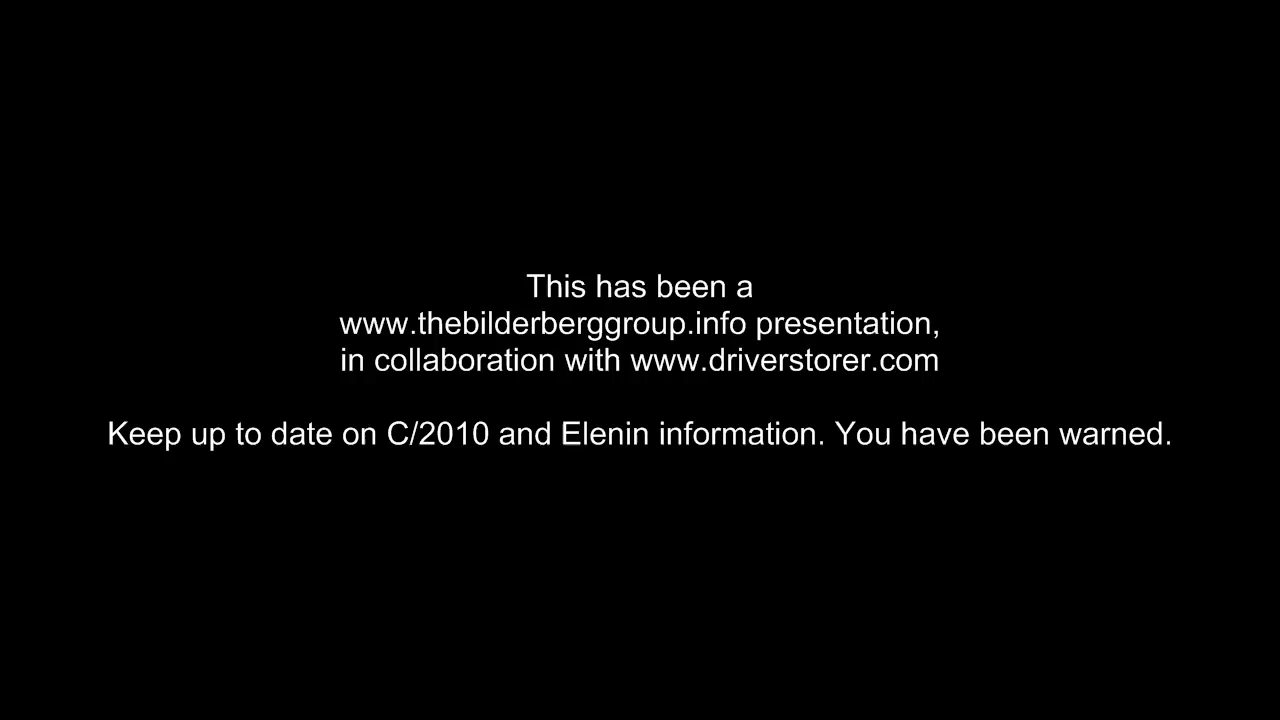 This has been a
www.thebilderberggroup.info presentation,
in collaboration with www.driverstorer.com
Keep up to date on C/2010 and Elenin information. You have been warned.